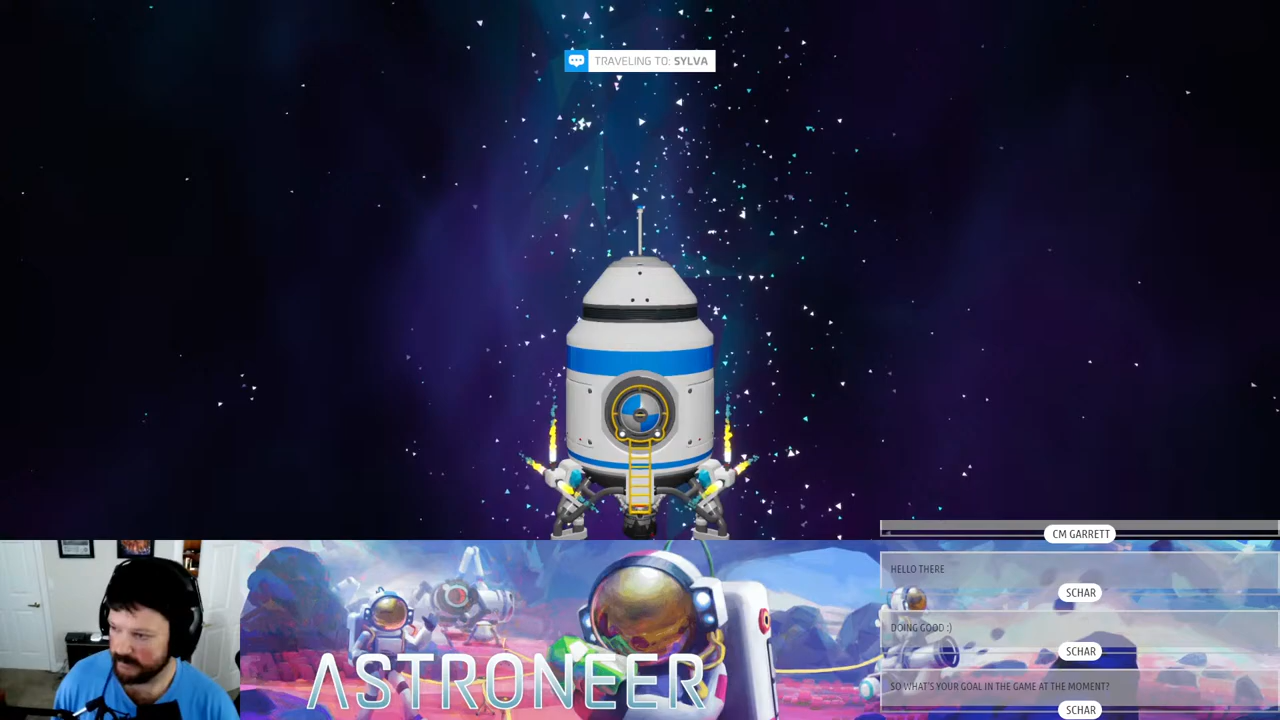 TRAVELING TO: SYLVA
CM GARRETT
HELLO THERE
SCHAR
DOING GOOD :)
SCHAR
SO WHAT'S YOUR GOAL IN THE GAME AT THE MOMENT?
SCHAR
ASTRONEER